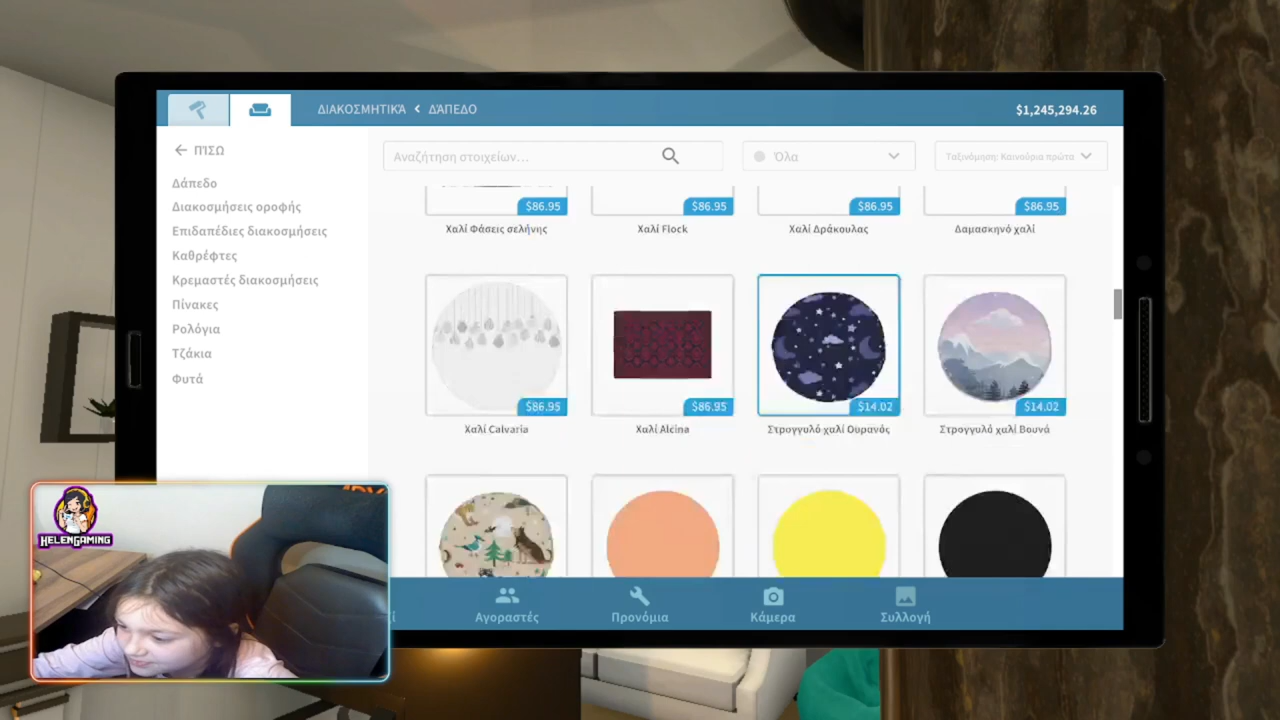 ΔΙΑΚΟΣΜΗΤΙΚΆ < ΔΆΠΕΔΟ
$1,245,294.26
ΠΊΣΩ
Αναζήτηση στοιχείων...
Όλα
Ταξινόμηση: Καινούρια πρώτα
Δάπεδο
Διακοσμήσεις οροφής
Επιδαπέδιες διακοσμήσεις
Καθρέφτες
Κρεμαστές διακοσμήσεις
Πίνακες
Ρολόγια
Τζάκια
Φυτά
$86.95 $86.95 $86.95 $86.95
Χαλί Φάσεις σελήνης Χαλί Flock Χαλί Δράκουλας Δαμασκηνό χαλί
$86.95 $86.95 $14.02 $14.02
Χαλί Calvaria Χαλί Alcina Στρογγυλό χαλί Ουρανός Στρογγυλό χαλί Βουνά
Αγοραστές Προνόμια Κάμερα Συλλογή
HELENGAMING